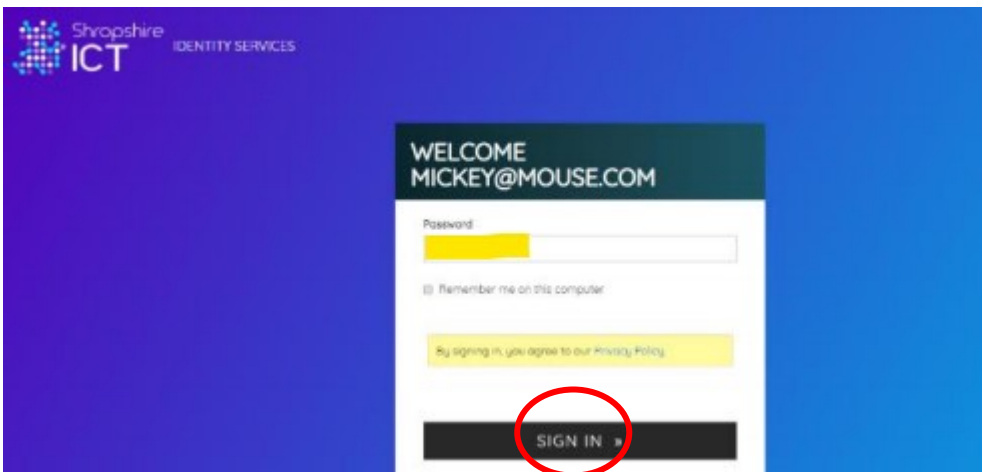 Shropshire
ICT
IDENTITY SERVICES
WELCOME
MICKEY@MOUSE.COM
Password
Remember me on this computer
By signing in, you agree to our Privacy Policy
SIGN IN »